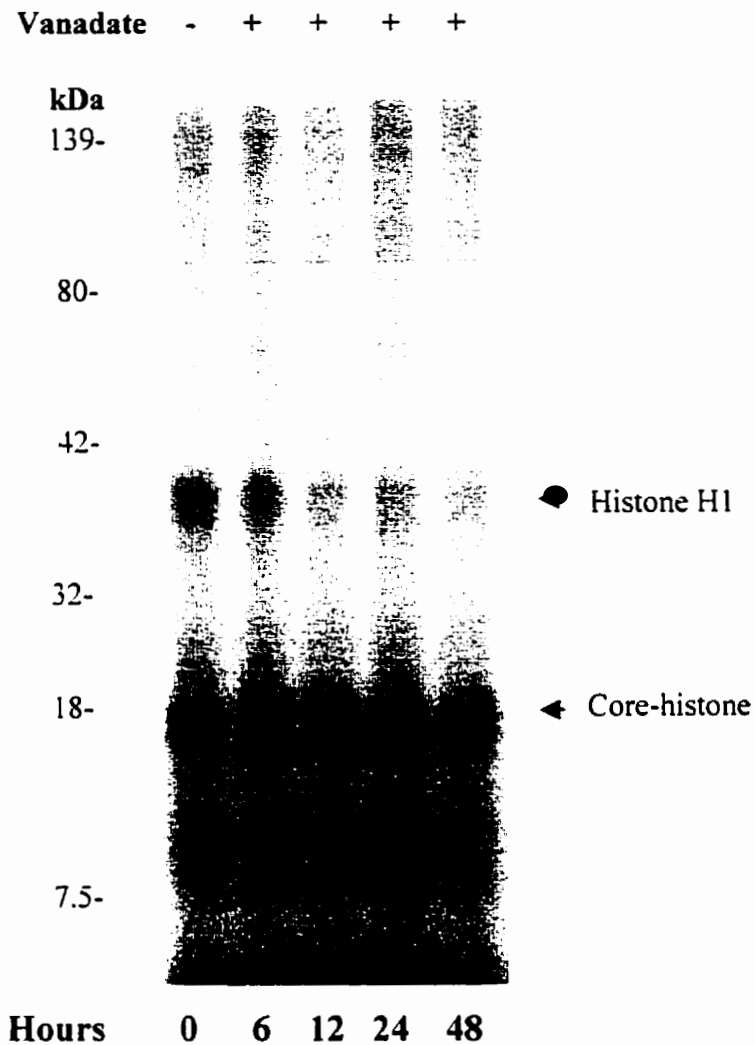 Vanadate - + + + +
kDa
139-
80-
42-
Histone H1
32-
18-
Core-histone
7.5-
Hours 0 6 12 24 48